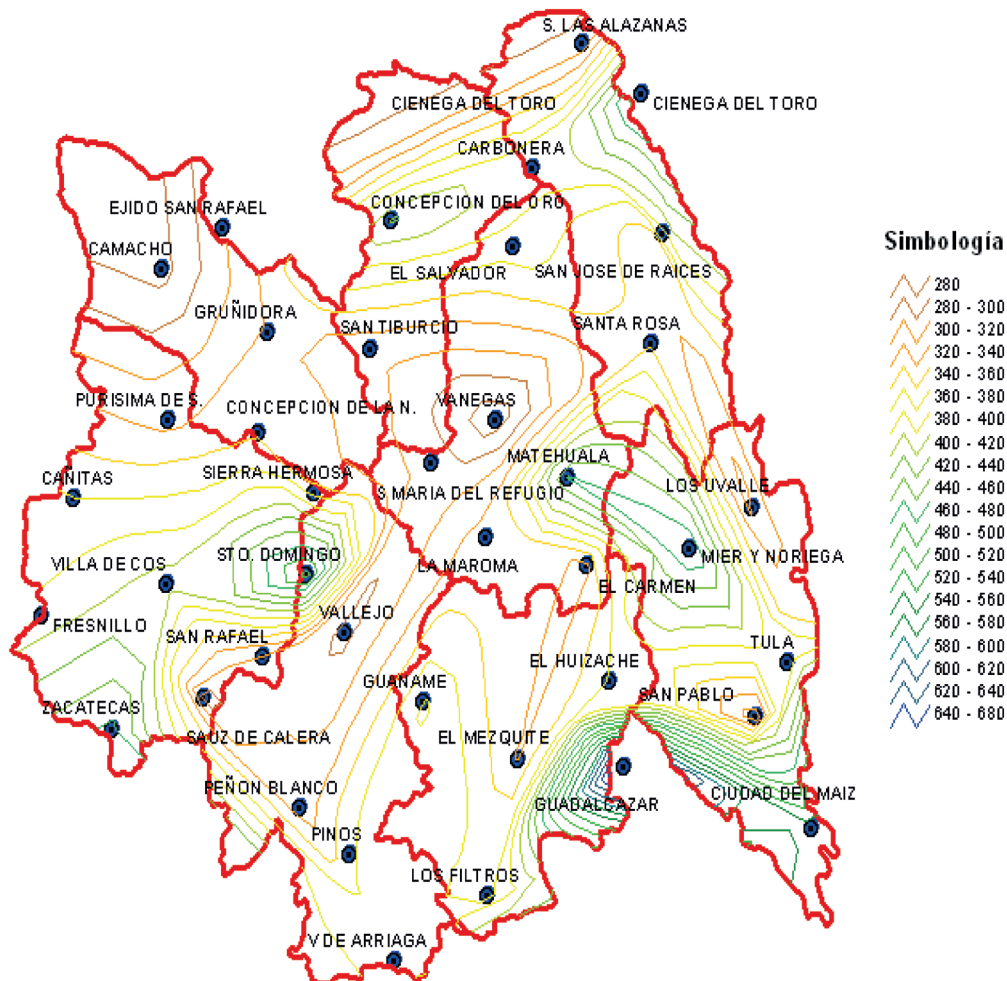 S. LAS ALAZANAS
CIENEGA DEL TORO
CIENEGA DEL TORO
CARBONERA
CONCEPCION DEL ORO
EJIDO SAN RAFAEL
CAMACHO
EL SALVADOR
SAN JOSE DE RAICES
GRUÑIDORA
SAN TIBURCIO
SANTA ROSA
PURISIMA DE S.
CONCEPCION DE LA N.
VANEGAS
CAÑITAS
SIERRA HERMOSA
MATEHUALA
S MARIA DEL REFUGIO
LOS UVALLE
VILLA DE COS
STO. DOMINGO
LA MAROMA
MIER Y NORIEGA
EL CARMEN
FRESNILLO
VALLEJO
SAN RAFAEL
TULA
EL HUIZACHE
GUANAME
SAN PABLO
ZACATECAS
SAUZ DE CALERA
EL MEZQUITE
PEÑON BLANCO
GUADALCAZAR
CIUDAD DEL MAIZ
PINOS
LOS FILTROS
V DE ARRIAGA
Simbología
280
280 - 300
300 - 320
320 - 340
340 - 360
360 - 380
380 - 400
400 - 420
420 - 440
440 - 460
460 - 480
480 - 500
500 - 520
520 - 540
540 - 560
560 - 580
580 - 600
600 - 620
620 - 640
640 - 680